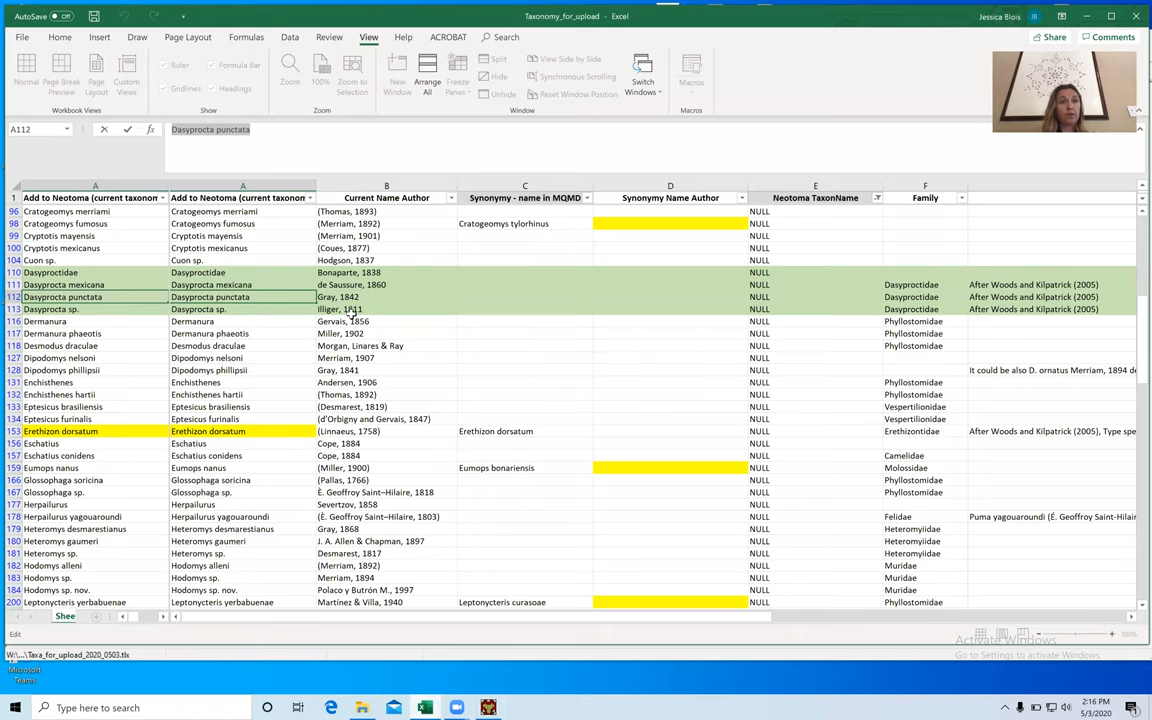 AutoSave Off Taxonomy_for_upload - Excel Jessica Blois JB
File Home Insert Draw Page Layout Formulas Data Review View Help ACROBAT Search Share Comments
Normal Page Break Preview Page Layout Custom Views Ruler Formula Bar Gridlines Headings Zoom 100% Zoom to Selection New Window Arrange All Freeze Panes Split Hide Unhide View Side by Side Synchronous Scrolling Reset Window Position Switch Windows Macros
Workbook Views Show Zoom Window Macros
A112 fx Dasyprocta punctata
A A B C D E F
1 Add to Neotoma (current taxonom Add to Neotoma (current taxonom Current Name Author Synonymy - name in MQMD Synonymy Name Author Neotoma TaxonName Family
96 Cratogeomys merriami Cratogeomys merriami (Thomas, 1893) NULL
98 Cratogeomys fumosus Cratogeomys fumosus (Merriam, 1892) Cratogeomys tylorhinus NULL
99 Cryptotis mayensis Cryptotis mayensis (Merriam, 1901) NULL
100 Cryptotis mexicanus Cryptotis mexicanus (Coues, 1877) NULL
104 Cuon sp. Cuon sp. Hodgson, 1837 NULL
110 Dasyproctidae Dasyproctidae Bonaparte, 1838 NULL
111 Dasyprocta mexicana Dasyprocta mexicana de Saussure, 1860 NULL Dasyproctidae After Woods and Kilpatrick (2005)
112 Dasyprocta punctata Dasyprocta punctata Gray, 1842 NULL Dasyproctidae After Woods and Kilpatrick (2005)
113 Dasyprocta sp. Dasyprocta sp. Illiger, 1811 NULL Dasyproctidae After Woods and Kilpatrick (2005)
116 Dermanura Dermanura Gervais, 1856 NULL Phyllostomidae
117 Dermanura phaeotis Dermanura phaeotis Miller, 1902 NULL Phyllostomidae
118 Desmodus draculae Desmodus draculae Morgan, Linares & Ray NULL Phyllostomidae
127 Dipodomys nelsoni Dipodomys nelsoni Merriam, 1907 NULL
128 Dipodomys phillipsii Dipodomys phillipsii Gray, 1841 NULL It could be also D. ornatus Merriam, 1894 de
131 Enchisthenes Enchisthenes Andersen, 1906 NULL Phyllostomidae
132 Enchisthenes hartii Enchisthenes hartii (Thomas, 1892) NULL Phyllostomidae
133 Eptesicus brasiliensis Eptesicus brasiliensis (Desmarest, 1819) NULL Vespertilionidae
134 Eptesicus furinalis Eptesicus furinalis (d'Orbigny and Gervais, 1847) NULL Vespertilionidae
153 Erethizon dorsatum Erethizon dorsatum (Linnaeus, 1758) Erethizon dorsatum NULL Erethizontidae After Woods and Kilpatrick (2005), Type spe
156 Eschatius Eschatius Cope, 1884 NULL
157 Eschatius conidens Eschatius conidens Cope, 1884 NULL Camelidae
159 Eumops nanus Eumops nanus (Miller, 1900) Eumops bonariensis NULL Molossidae
166 Glossophaga soricina Glossophaga soricina (Pallas, 1766) NULL Phyllostomidae
167 Glossophaga sp. Glossophaga sp. È. Geoffroy Saint–Hilaire, 1818 NULL Phyllostomidae
177 Herpailurus Herpailurus Severtzov, 1858 NULL
178 Herpailurus yagouaroundi Herpailurus yagouaroundi (È. Geoffroy Saint–Hilaire, 1803) NULL Felidae Puma yagouaroundi (É. Geoffroy Saint-Hilair
179 Heteromys desmarestianus Heteromys desmarestianus Gray, 1868 NULL Heteromyidae
180 Heteromys gaumeri Heteromys gaumeri J. A. Allen & Chapman, 1897 NULL Heteromyidae
181 Heteromys sp. Heteromys sp. Desmarest, 1817 NULL Heteromyidae
182 Hodomys alleni Hodomys alleni (Merriam, 1892) NULL Muridae
183 Hodomys sp. Hodomys sp. Merriam, 1894 NULL Muridae
184 Hodomys sp. nov. Hodomys sp. nov. Polaco y Butrón M., 1997 NULL Muridae
200 Leptonycteris yerbabuenae Leptonycteris yerbabuenae Martínez & Villa, 1940 Leptonycteris curasoae NULL Phyllostomidae
Shee
Edit 100%
Activate Windows
Go to Settings to activate Windows.
W:\...\Taxa_for_upload_2020_0503.tlx
Microsoft Teams
Type here to search 2:16 PM
5/3/2020